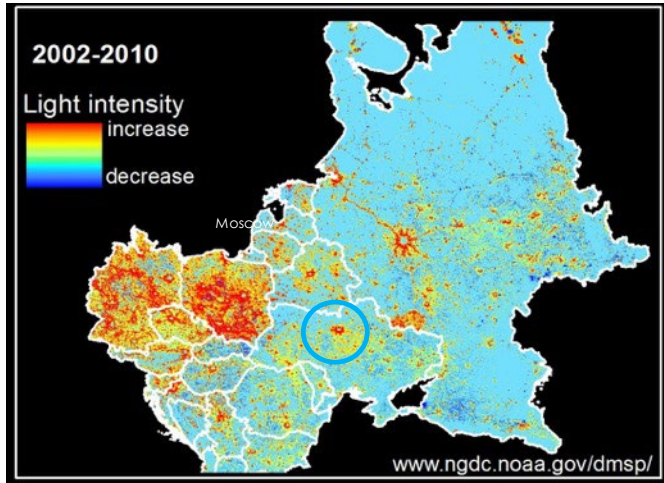 2002-2010
Light intensity
increase
decrease
Moscow
www.ngdc.noaa.gov/dmsp/